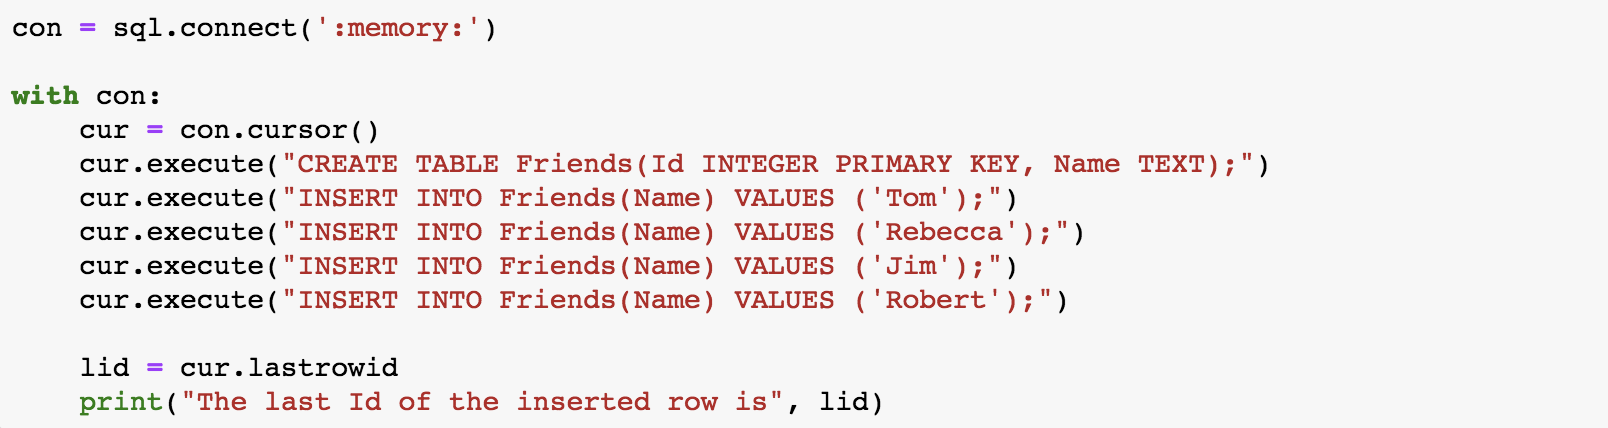 con = sql.connect(':memory:')
with con:
    cur = con.cursor()
    cur.execute("CREATE TABLE Friends(Id INTEGER PRIMARY KEY, Name TEXT);")
    cur.execute("INSERT INTO Friends(Name) VALUES ('Tom');")
    cur.execute("INSERT INTO Friends(Name) VALUES ('Rebecca');")
    cur.execute("INSERT INTO Friends(Name) VALUES ('Jim');")
    cur.execute("INSERT INTO Friends(Name) VALUES ('Robert');")
    lid = cur.lastrowid
    print("The last Id of the inserted row is", lid)